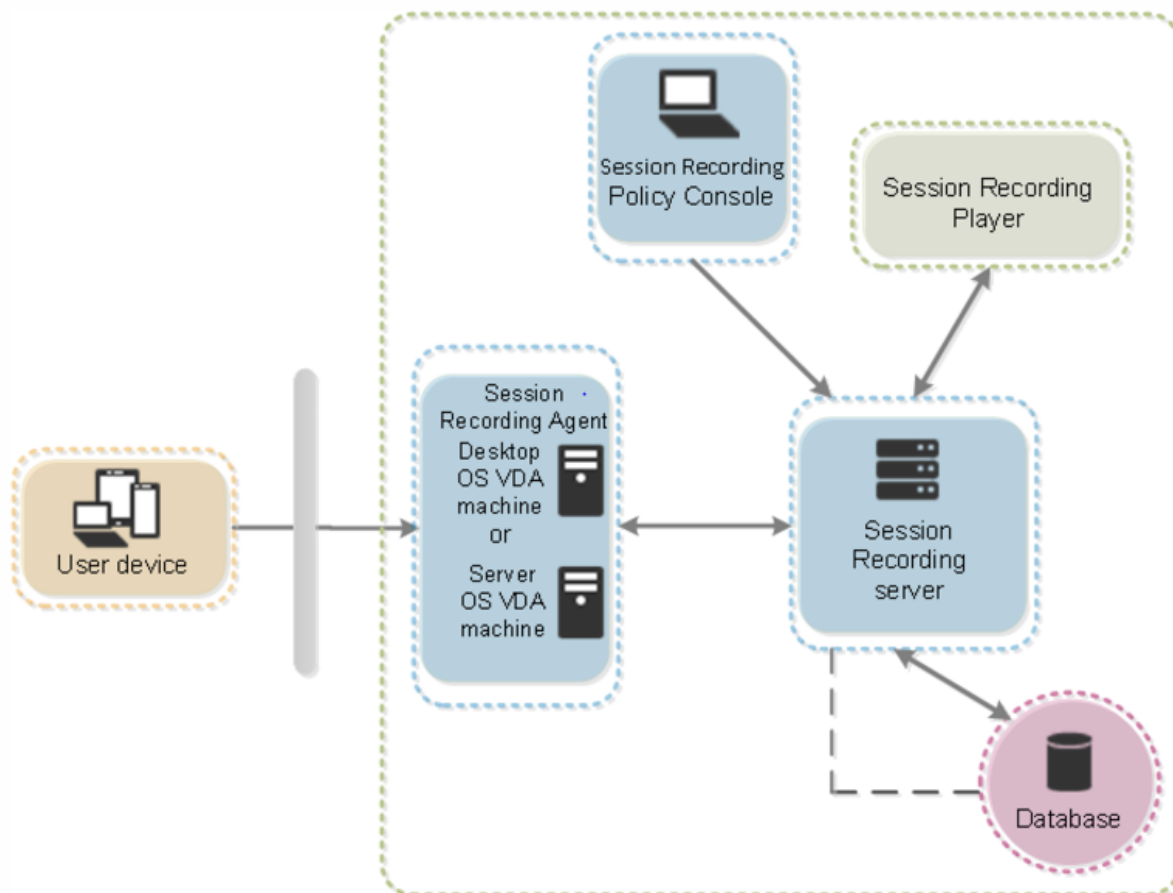 Session Recording
Policy Console
Session Recording
Player
Session
Recording Agent
Desktop
OS VDA
machine
or
Server
OS VDA
machine
User device
Session
Recording
server
Database